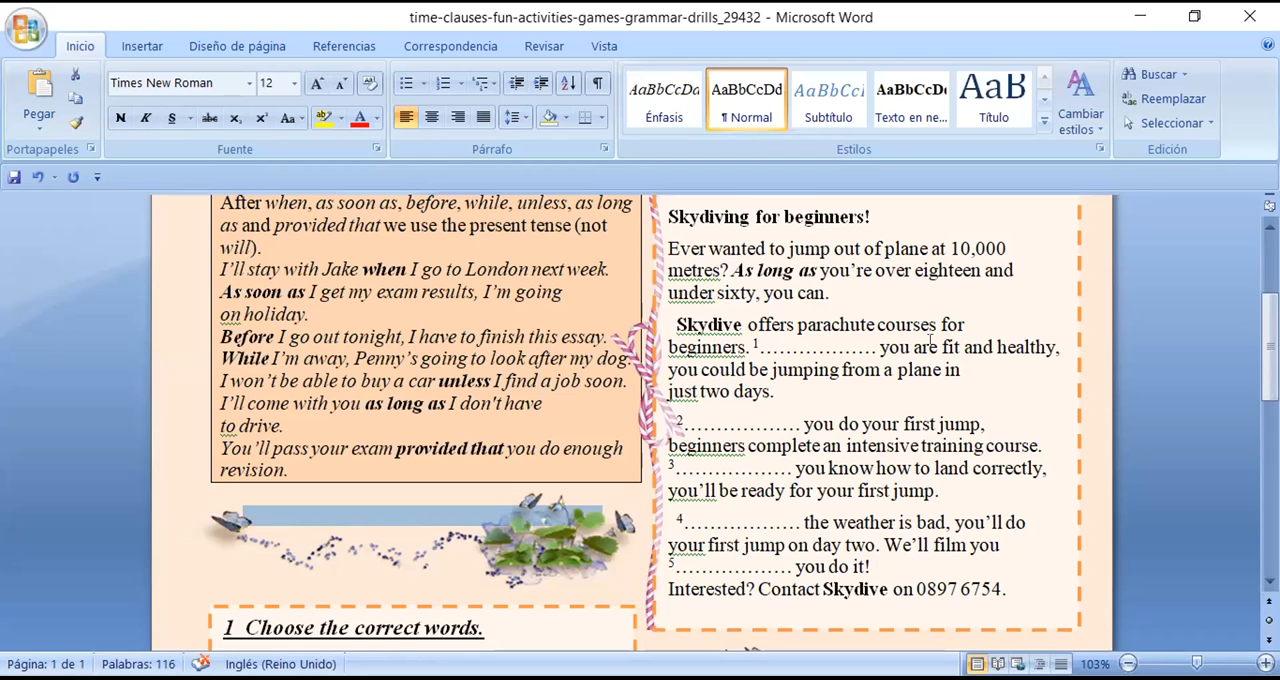 time-clauses-fun-activities-games-grammar-drills_29432 - Microsoft Word
Inicio Insertar Diseño de página Referencias Correspondencia Revisar Vista
Pegar
Times New Roman 12
N K S abc x₂ x² Aa
AaBbCcDd AaBbCcDd AaBbCcI AaBbCcDc AaB
Énfasis ¶ Normal Subtítulo Texto en ne... Título
Cambiar estilos
Buscar
Reemplazar
Seleccionar
Portapapeles Fuente Párrafo Estilos Edición
After when, as soon as, before, while, unless, as long
as and provided that we use the present tense (not
will).
I'll stay with Jake when I go to London next week.
As soon as I get my exam results, I'm going
on holiday.
Before I go out tonight, I have to finish this essay.
While I'm away, Penny's going to look after my dog.
I won't be able to buy a car unless I find a job soon.
I'll come with you as long as I don't have
to drive.
You'll pass your exam provided that you do enough
revision.
1 Choose the correct words.
Skydiving for beginners!
Ever wanted to jump out of plane at 10,000
metres? As long as you're over eighteen and
under sixty, you can.
Skydive offers parachute courses for
beginners. ¹.................. you are fit and healthy,
you could be jumping from a plane in
just two days.
².................. you do your first jump,
beginners complete an intensive training course.
³.................. you know how to land correctly,
you'll be ready for your first jump.
⁴.................. the weather is bad, you'll do
your first jump on day two. We'll film you
⁵.................. you do it!
Interested? Contact Skydive on 0897 6754.
Página: 1 de 1 Palabras: 116 Inglés (Reino Unido) 103%